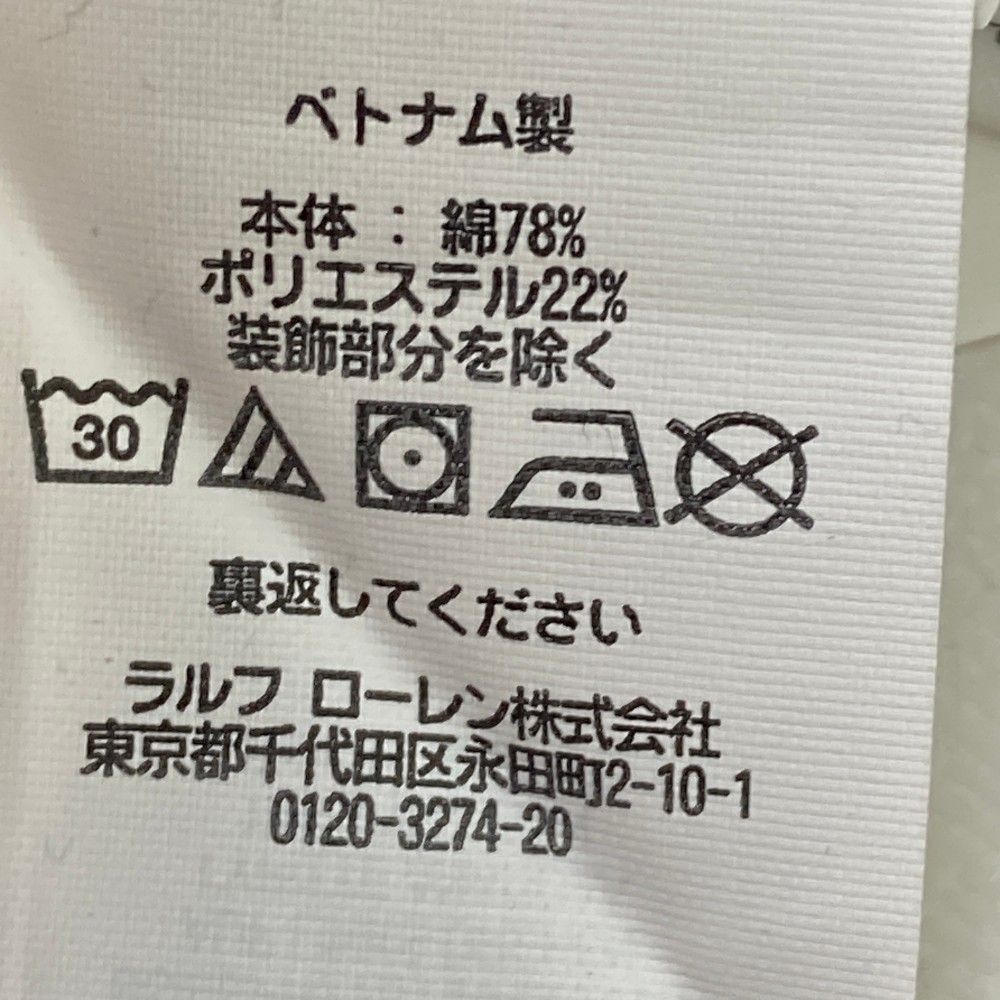 ベトナム製
本体 : 綿78%
ポリエステル22%
装飾部分を除く
30
裏返してください
ラルフ ローレン株式会社
東京都千代田区永田町2-10-1
0120-3274-20